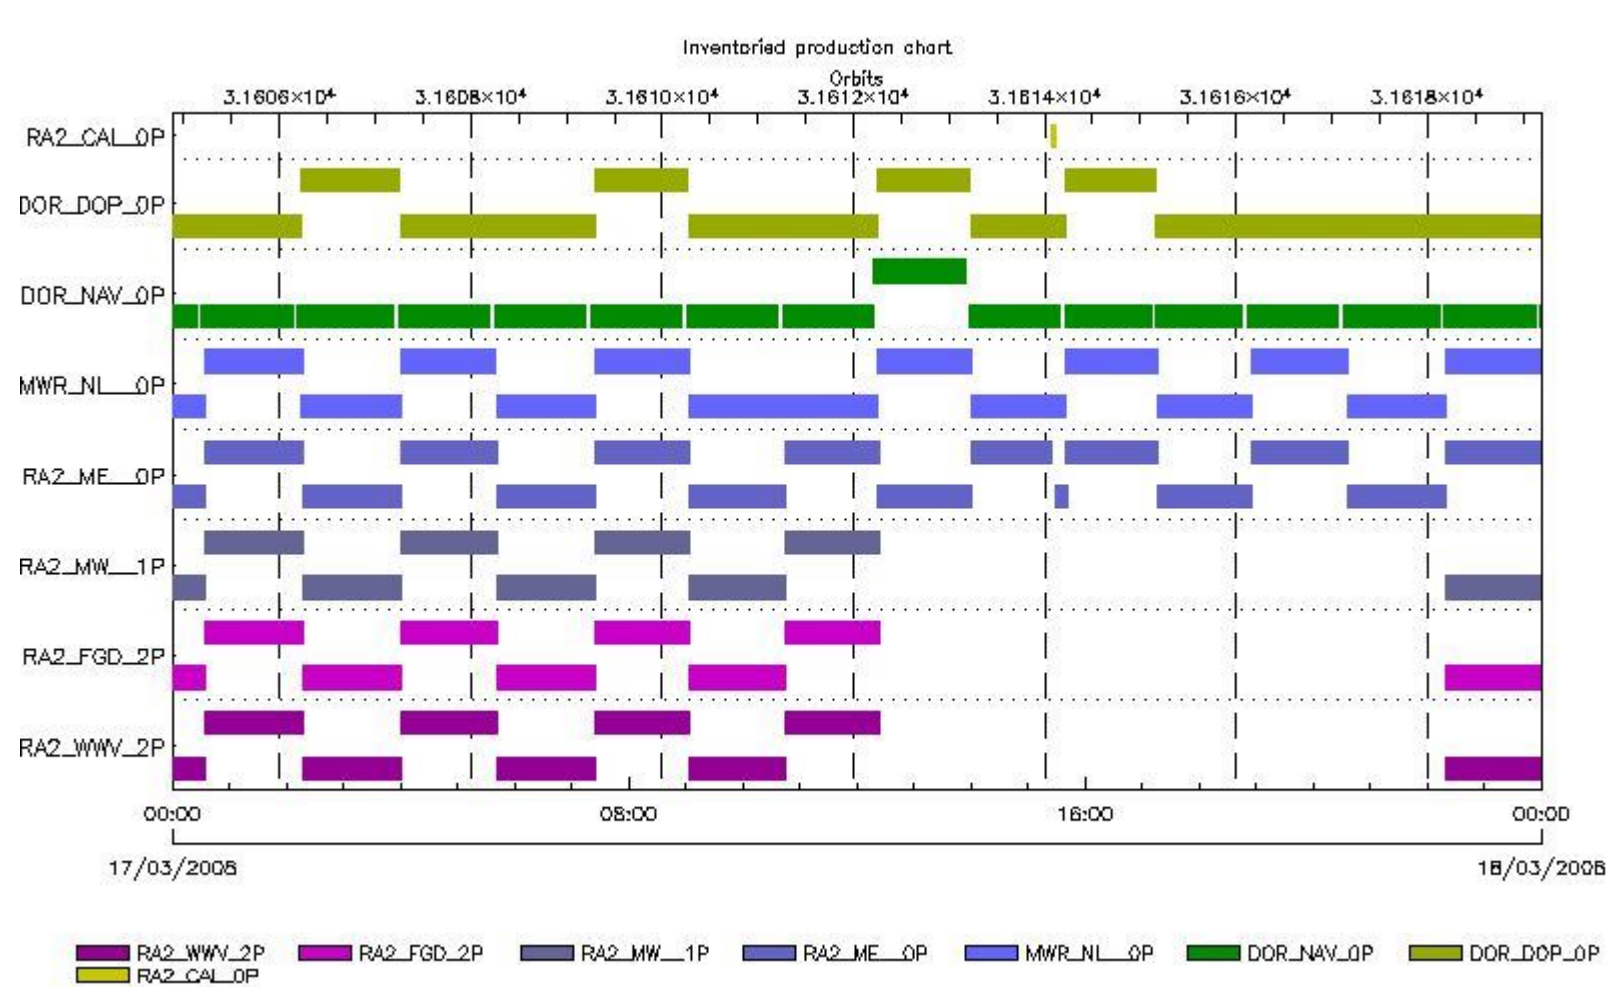 Inventoried production chart
Orbits
3.1606×10⁴ 3.1608×10⁴ 3.1610×10⁴ 3.1612×10⁴ 3.1614×10⁴ 3.1616×10⁴ 3.1618×10⁴
RA2_CAL_0P
DOR_DOP_0P
DOR_NAV_0P
MWR_NL__0P
RA2_ME__0P
RA2_MW__1P
RA2_FGD_2P
RA2_WWV_2P
00:00 08:00 16:00 00:00
17/03/2008 18/03/2008
RA2_WWV_2P RA2_FGD_2P RA2_MW__1P RA2_ME__0P MWR_NL__0P DOR_NAV_0P DOR_DOP_0P
RA2_CAL_0P